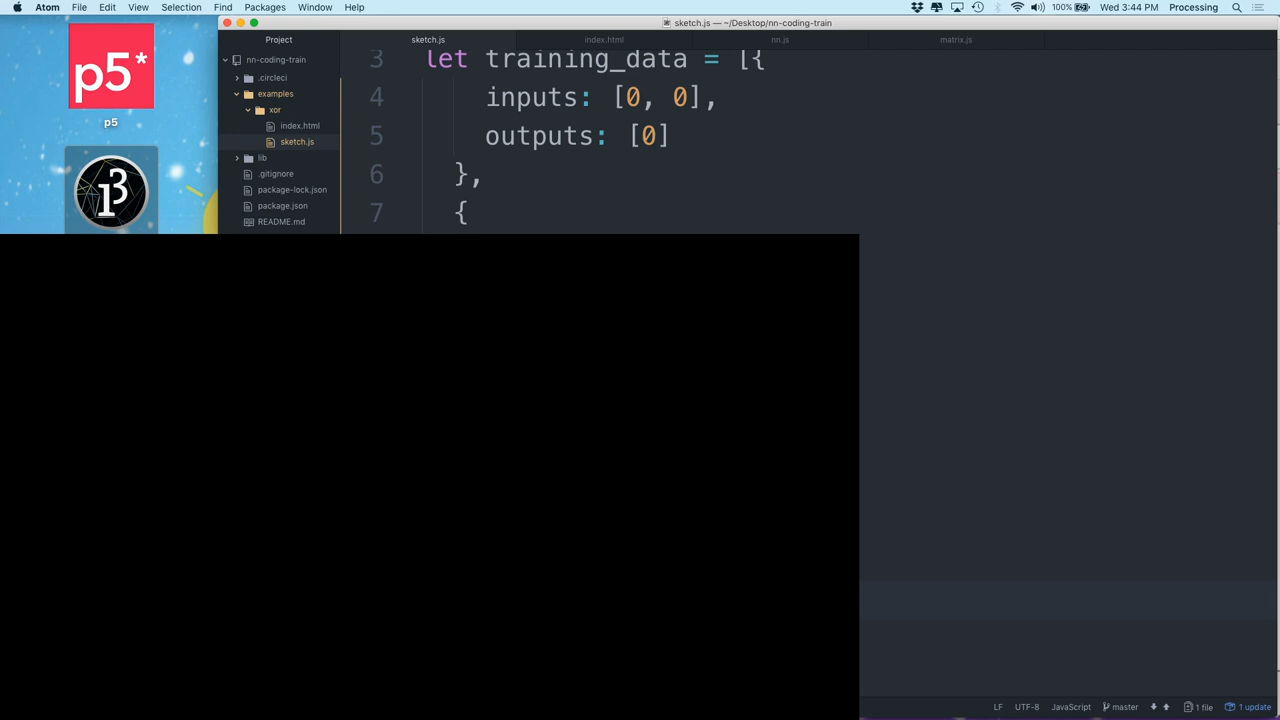 Atom File Edit View Selection Find Packages Window Help 100% Wed 3:44 PM Processing
sketch.js — ~/Desktop/nn-coding-train
p5*
p5
Project
sketch.js index.html nn.js matrix.js
nn-coding-train
.circleci
examples
xor
index.html
sketch.js
lib
.gitignore
package-lock.json
package.json
README.md
3 let training_data = [{
4 inputs: [0, 0],
5 outputs: [0]
6 },
7 {
LF UTF-8 JavaScript master 1 file 1 update